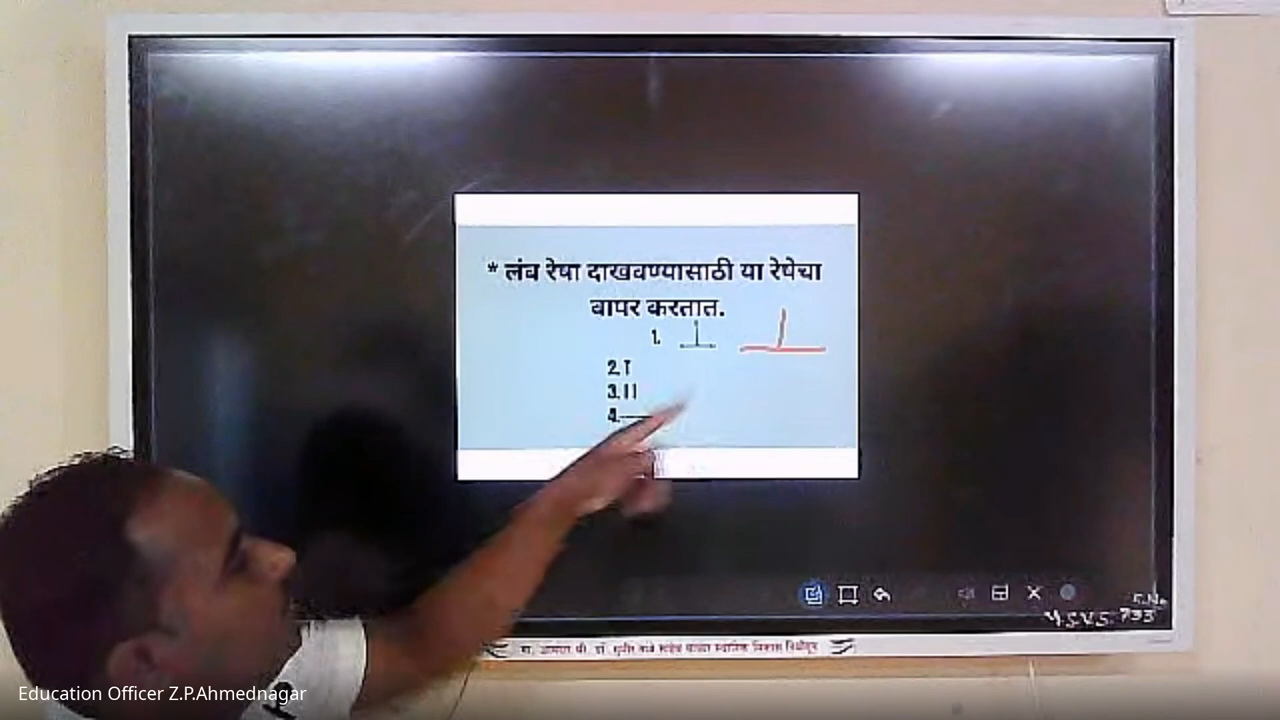 * लंब रेषा दाखवण्यासाठी या रेषेचा
वापर करतात.
1. ⊥
2. T
3. I I
4. —
Education Officer Z.P.Ahmednagar